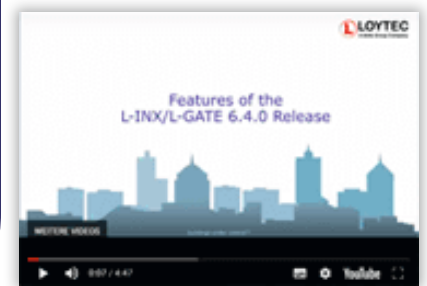 LOYTEC
Features of the
L-INX/L-GATE 6.4.0 Release
WEITERE VIDEOS
0:07 / 4:47
YouTube